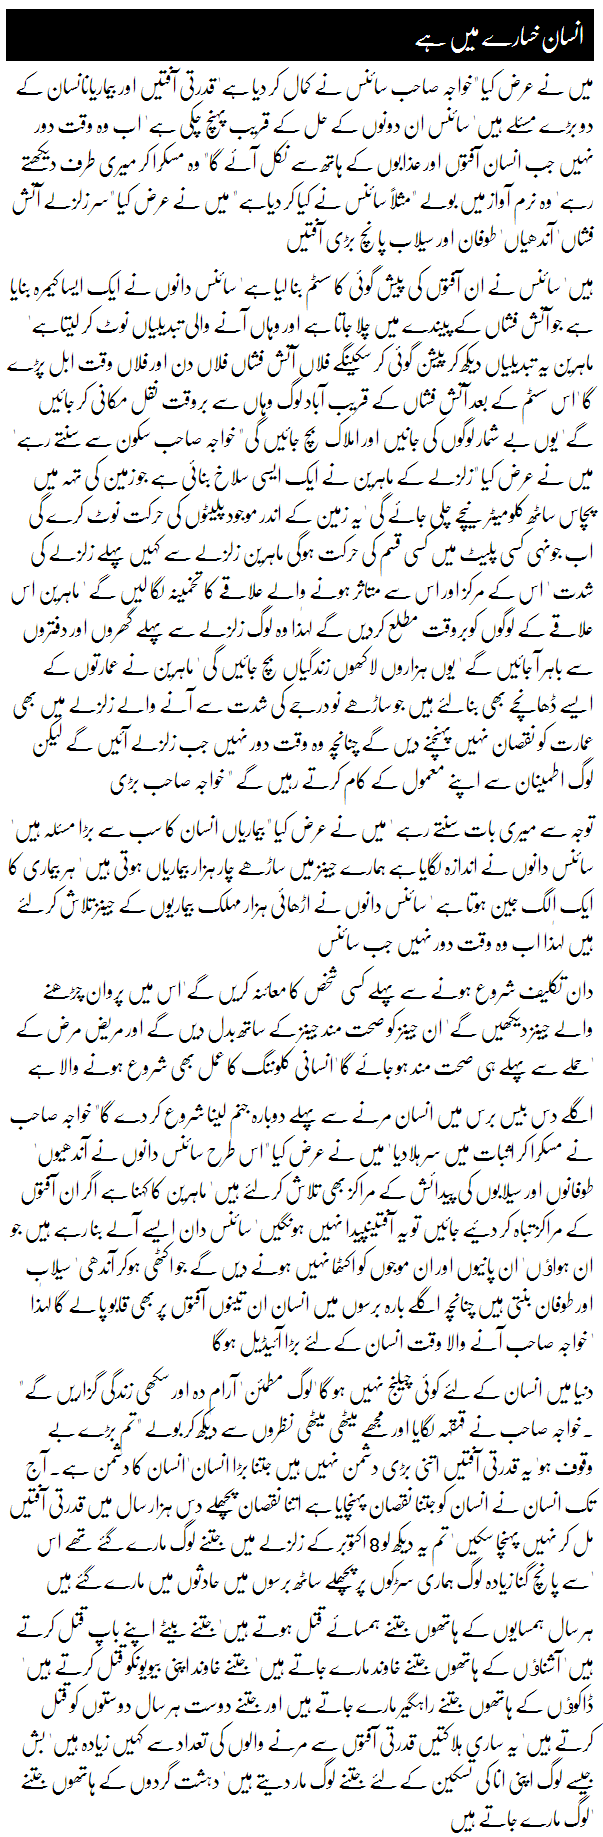 انسان خسارے میں ہے
میں نے عرض کیا "خواجہ صاحب سائنس نے کمال کر دیا ہے' قدرتی آفتیں اور بیماریاںانسان کے
دو بڑے مسئلے ہیں' سائنس ان دونوں کے حل کے قریب پہنچ چکی ہے' اب وہ وقت دور
نہیں جب انسان آفتوں اور عذابوں کے ہاتھ سے نکل آئے گا" وہ مسکرا کر میری طرف دیکھتے
رہے' وہ نرم آواز میں بولے "مثلاً سائنس نے کیا کر دیاہے" میں نے عرض کیا "سر زلزلے آتش
فشاں' آندھیاں' طوفان اور سیلاب پانچ بڑی آفتیں
ہیں' سائنس نے ان آفتوں کی پیش گوئی کا سسٹم بنا لیا ہے' سائنس دانوں نے ایک ایسا کیمرہ بنایا
ہے جو آتش فشاں کے پیندے میں چلا جاتا ہے اور وہاں آنے والی تبدیلیاں نوٹ کر لیتا ہے'
ماہرین یہ تبدیلیاں دیکھ کر پیشن گوئی کر سکینگے فلاں آتش فشاں فلاں دن اور فلاں وقت ابل پڑے
گا' اس سسٹم کے بعد آتش فشاں کے قریب آباد لوگ وہاں سے بروقت نقل مکانی کر جائیں
گے' یوں بے شمار لوگوں کی جانیں اور املاک بچ جائیں گی" خواجہ صاحب سکون سے سنتے رہے'
میں نے عرض کیا "زلزلے کے ماہرین نے ایک ایسی سلاخ بنائی ہے جو زمین کی تہہ میں
پچاس ساٹھ کلومیٹر نیچے چلی جائے گی' یہ زمین کے اندر موجود پلیٹوں کی حرکت نوٹ کرے گی
اب جونہی کسی پلیٹ میں کسی قسم کی حرکت ہوگی ماہرین زلزلے سے کہیں پہلے زلزلے کی
شدت' اس کے مرکز اور اس سے متاثر ہونے والے علاقے کا تخمینہ لگا لیں گے' ماہرین اس
علاقے کے لوگوں کو بروقت مطلع کر دیں گے لہٰذا وہ لوگ زلزلے سے پہلے گھروں اور دفتروں
سے باہر آ جائیں گے' یوں ہزاروں لاکھوں زندگیاں بچ جائیں گی' ماہرین نے عمارتوں کے
ایسے ڈھانچے بھی بنا لئے ہیں جو ساڑھے نو درجے کی شدت سے آنے والے زلزلے میں بھی
عمارت کو نقصان نہیں پہنچنے دیں گے چنانچہ وہ وقت دور نہیں جب زلزلے آئیں گے لیکن
لوگ اطمینان سے اپنے معمول کے کام کرتے رہیں گے" خواجہ صاحب بڑی
توجہ سے میری بات سنتے رہے' میں نے عرض کیا "بیماریاں انسان کا سب سے بڑا مسئلہ ہیں'
سائنس دانوں نے اندازہ لگایا ہے ہمارے جینز میں ساڑھے چار ہزار بیماریاں ہوتی ہیں' ہر بیماری کا
ایک الگ جین ہوتا ہے' سائنس دانوں نے اڑھائی ہزار مہلک بیماریوں کے جینز تلاش کر لئے
ہیں لہٰذا اب وہ وقت دور نہیں جب سائنس
دان تکلیف شروع ہونے سے پہلے کسی شخص کا معائنہ کریں گے' اس میں پروان چڑھنے
والے جینز دیکھیں گے' ان جینز کو صحت مند جینز کے ساتھ بدل دیں گے اور مریض مرض کے
حملے سے پہلے ہی صحت مند ہو جائے گا' انسانی کلوننگ کا عمل بھی شروع ہونے والا ہے'
اگلے دس بیس برس میں انسان مرنے سے پہلے دوبارہ جنم لینا شروع کر دے گا" خواجہ صاحب
نے مسکرا کر اثبات میں سر ہلا دیا' میں نے عرض کیا "اس طرح سائنس دانوں نے آندھیوں'
طوفانوں اور سیلابوں کی پیدائش کے مراکز بھی تلاش کر لئے ہیں' ماہرین کا کہنا ہے اگر ان آفتوں
کے مراکز تباہ کر دئیے جائیں تو یہ آفتینپیدا نہیں ہونگیں' سائنس دان ایسے آلے بنا رہے ہیں جو
ان ہواؤں' ان پانیوں اور ان موجوں کو اکٹھا نہیں ہونے دیں گے جو اکٹھی ہو کر آندھی' سیلاب
اور طوفان بنتی ہیں چنانچہ اگلے بارہ برسوں میں انسان ان تینوں آفتوں پر بھی قابو پا لے گا لہٰذا
خواجہ صاحب آنے والا وقت انسان کے لئے بڑا آئیڈیل ہو گا'
دنیا میں انسان کے لئے کوئی چیلنج نہیں ہو گا' لوگ مطمئن' آرام دہ اور سکھی زندگی گزاریں گے"
۔ خواجہ صاحب نے قہقہہ لگایا اور مجھے میٹھی میٹھی نظروں سے دیکھ کر بولے "تم بڑے بے
وقوف ہو' یہ قدرتی آفتیں اتنی بڑی دشمن نہیں ہیں جتنا بڑا انسان' انسان کا دشمن ہے۔ آج
تک انسان نے انسان کو جتنا نقصان پہنچایا ہے اتنا نقصان پچھلے دس ہزار سال میں قدرتی آفتیں
مل کر نہیں پہنچا سکیں' تم یہ دیکھ لو 8 اکتوبر کے زلزلے میں جتنے لوگ مارے گئے تھے اس
سے پانچ گنا زیادہ لوگ ہماری سڑکوں پر پچھلے ساٹھ برسوں میں حادثوں میں مارے گئے ہیں'
ہر سال ہمسایوں کے ہاتھوں جتنے ہمسائے قتل ہوتے ہیں' جتنے بیٹے اپنے باپ قتل کرتے
ہیں' آشناؤں کے ہاتھوں جتنے خاوند مارے جاتے ہیں' جتنے خاوند اپنی بیویونکو قتل کرتے ہیں'
ڈاکوؤں کے ہاتھوں جتنے راہگیر مارے جاتے ہیں اور جتنے دوست ہر سال دوستوں کو قتل
کرتے ہیں' یہ ساری ہلاکتیں قدرتی آفتوں سے مرنے والوں کی تعداد سے کہیں زیادہ ہیں' بش
جیسے لوگ اپنی انا کی تسکین کے لئے جتنے لوگ مار دیتے ہیں' دہشت گردوں کے ہاتھوں جتنے
لوگ مارے جاتے ہیں'